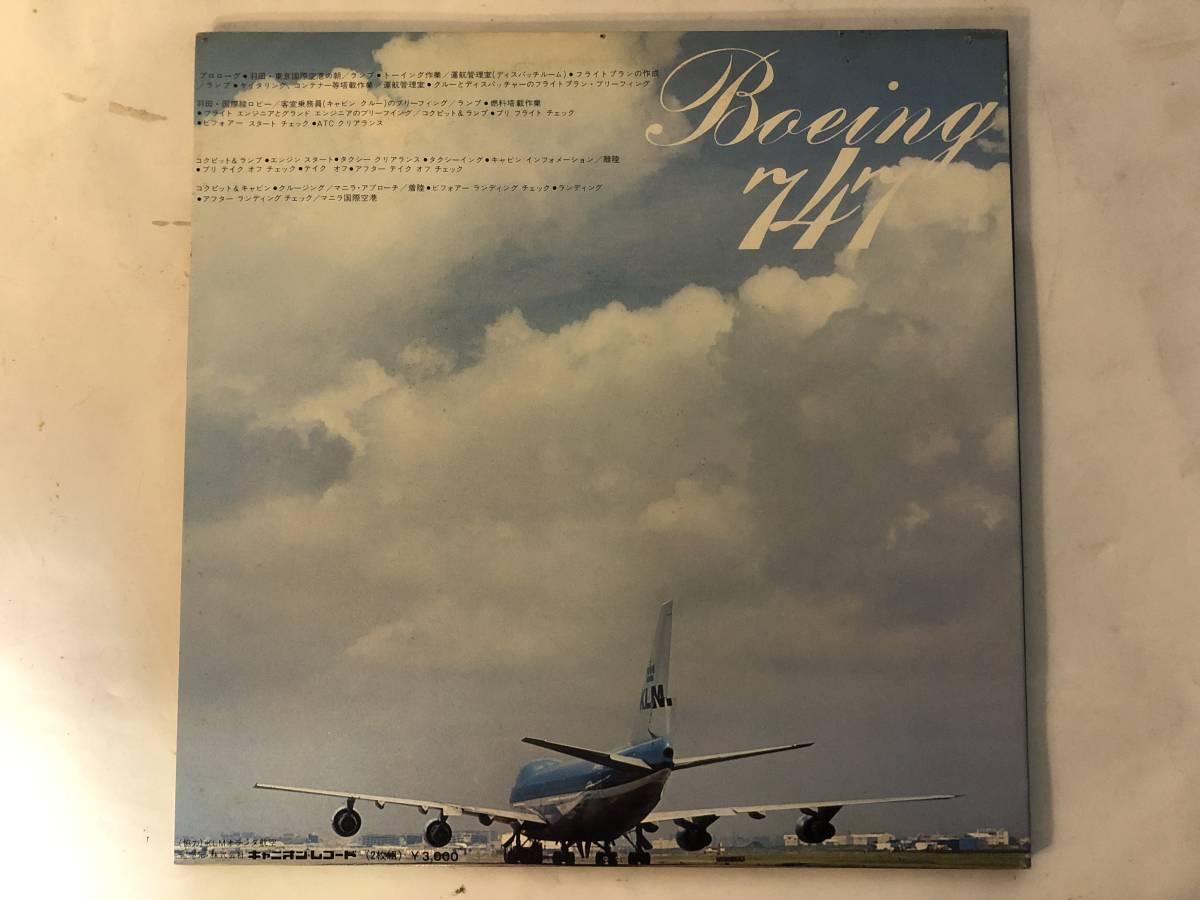 プロローグ●羽田・東京国際空港の朝／ランプ●トーイング作業／運航管理室(ディスパッチルーム)●フライトプランの作成
／ランプ●ケイタリング、コンテナー等塔載作業／運航管理室●クルーとディスパッチャーのフライトプラン・ブリーフィング
羽田・国際線ロビー／客室乗務員(キャビン クルー)のブリーフィング／ランプ●燃料塔載作業
●フライト エンジニアとグランド エンジニアのブリーフィング／コクピット&ランプ●プリ フライト チェック
●ビフォアー スタート チェック●ATC クリアランス
コクピット&ランプ●エンジン スタート●タクシー クリアランス●タクシーイング●キャビン インフォメーション／離陸
●プリ テイク オフ チェック●テイク オフ●アフター テイク オフ チェック
コクピット&キャビン●クルージング／マニラ・アプローチ／着陸●ビフォアー ランディング チェック●ランディング
●アフター ランディング チェック／マニラ国際空港
Boeing
747
KLM
(協力)KLMオランダ航空
株式会社 キャニオン・レコード (2枚組) ¥3,000